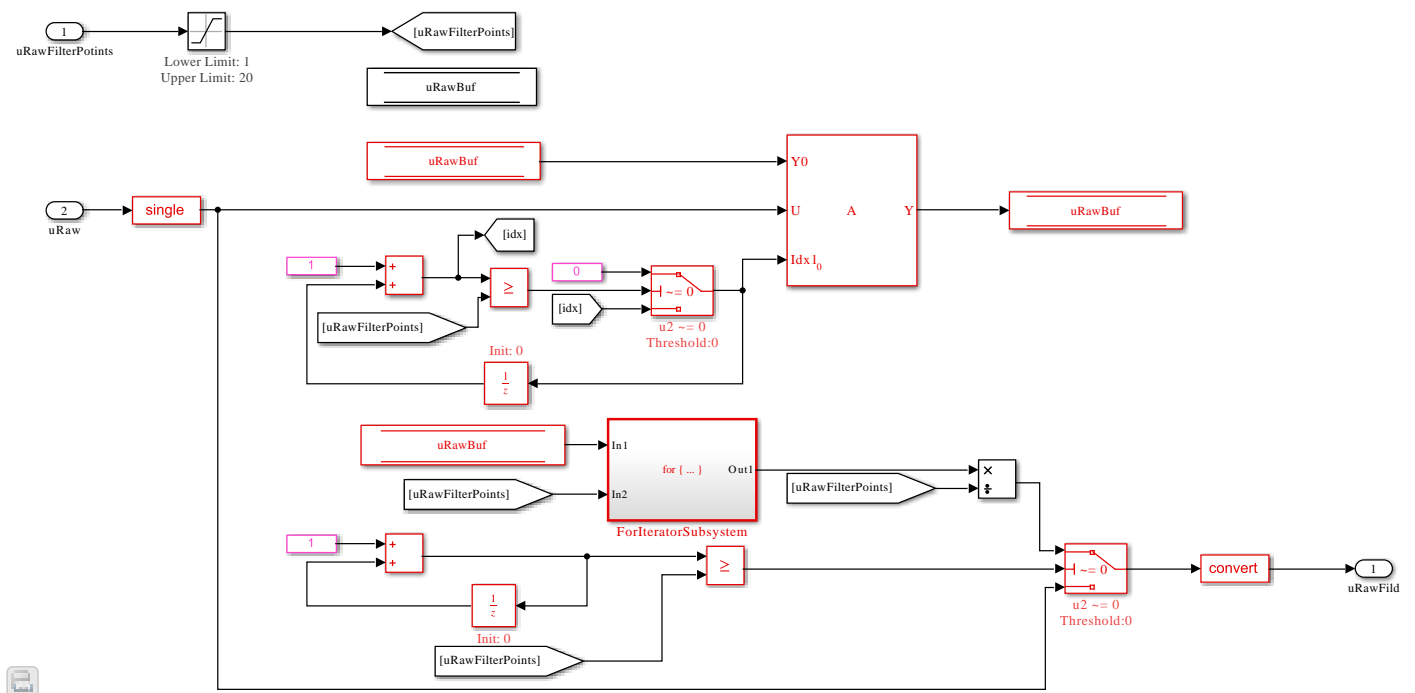 1
uRawFilterPotints
Lower Limit: 1
Upper Limit: 20
[uRawFilterPoints]
uRawBuf
uRawBuf
Y0
2
uRaw
single
U
A
Y
uRawBuf
[idx]
1
+
+
≥
0
[idx]
~= 0
u2 ~= 0
Threshold:0
Idx1₀
[uRawFilterPoints]
Init: 0
1
z
uRawBuf
In1
for { ... }
Out1
[uRawFilterPoints]
In2
ForIteratorSubsystem
[uRawFilterPoints]
×
÷
1
+
+
≥
~= 0
u2 ~= 0
Threshold:0
convert
1
uRawFild
1
z
Init: 0
[uRawFilterPoints]